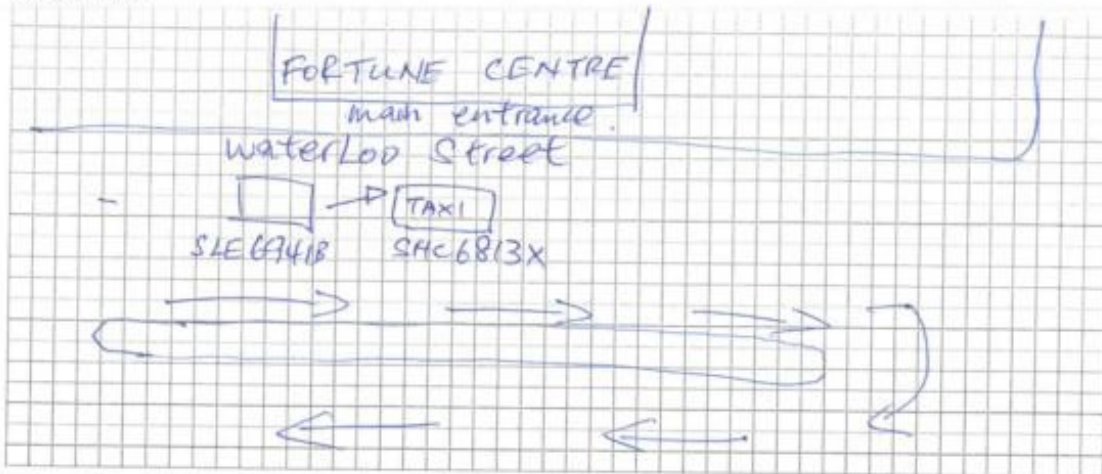 FORTUNE CENTRE
main entrance.
waterLoo Street
TAXI
SLE6941B SHC6813X